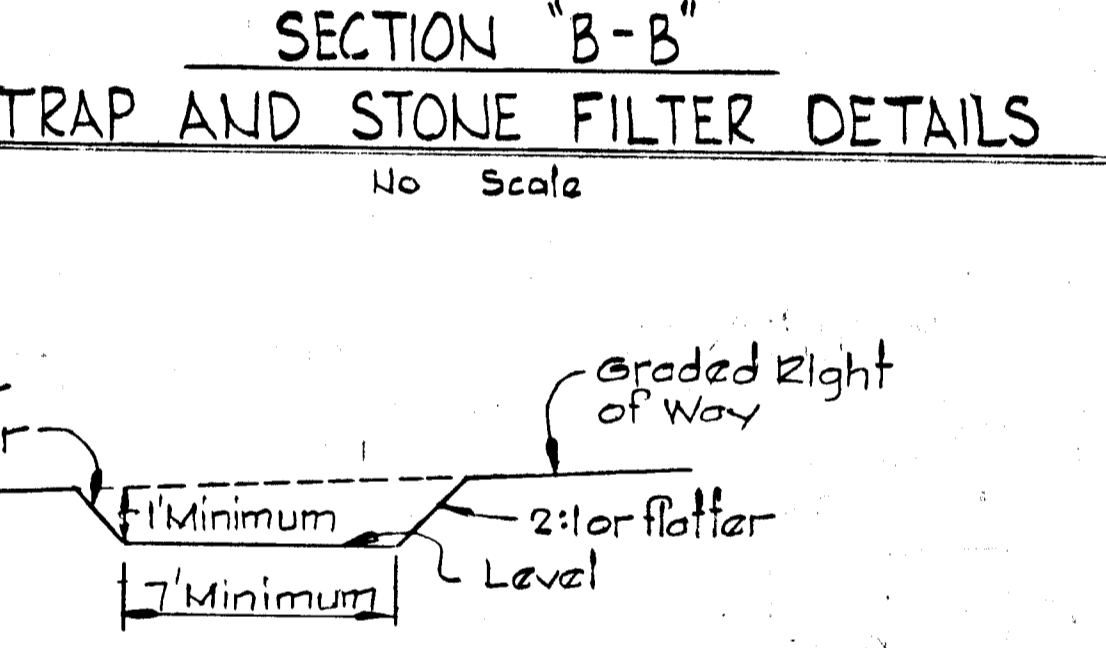 SECTION "B-B"
TRAP AND STONE FILTER DETAILS
No Scale
Graded Right
of Way
r
1' Minimum
2:1 or flatter
Level
7' Minimum